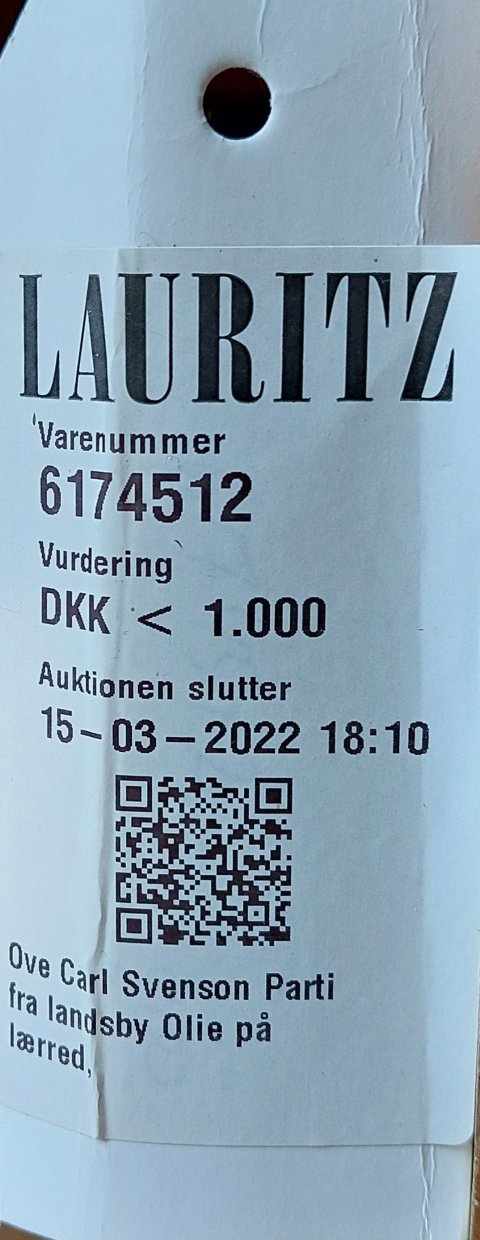 LAURITZ
Varenummer
6174512
Vurdering
DKK < 1.000
Auktionen slutter
15-03-2022 18:10
Ove Carl Svenson Parti
fra landsby Olie på
lærred,